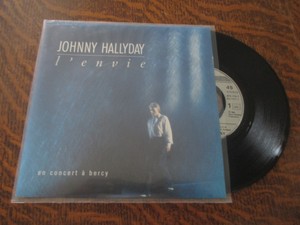 JOHNNY HALLYDAY
l'envie
en concert à bercy